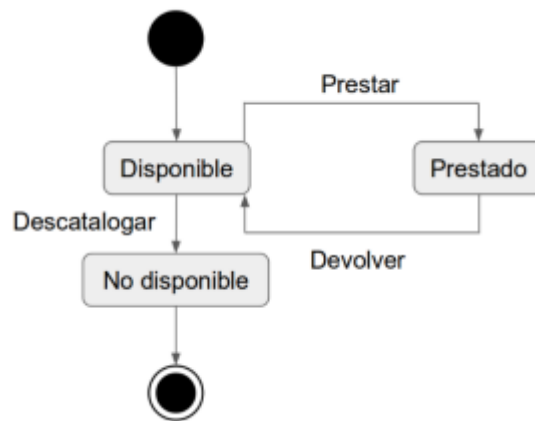 Prestar
Disponible
Prestado
Descatalogar
Devolver
No disponible